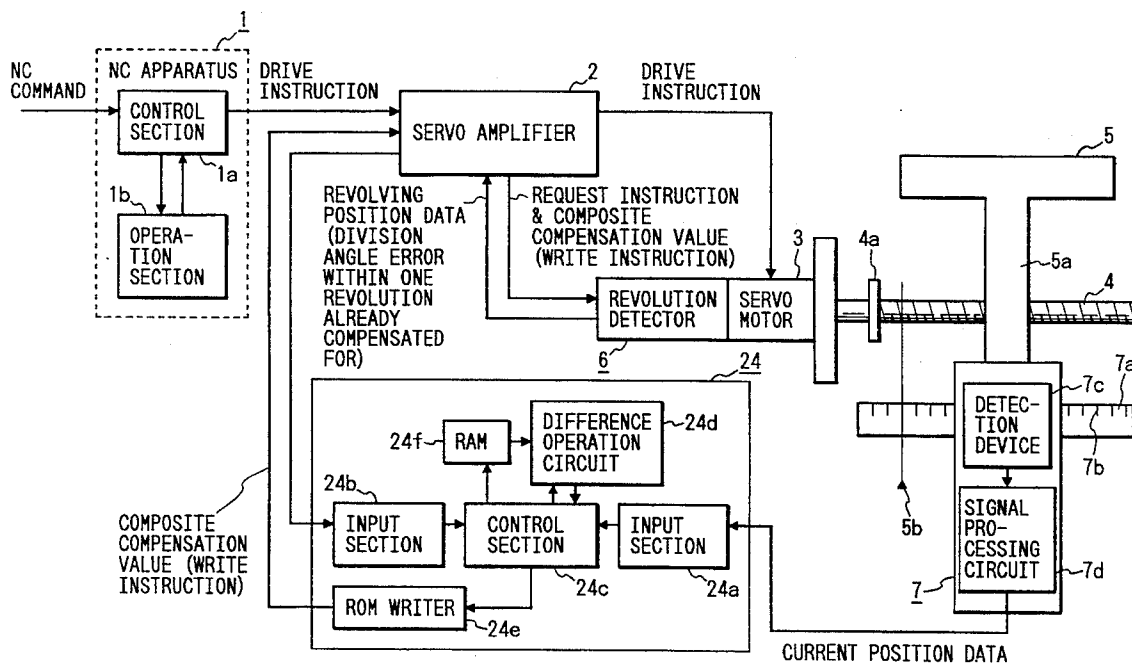 1
NC
COMMAND
NC APPARATUS
CONTROL
SECTION
1a
1b
OPERA-
TION
SECTION
DRIVE
INSTRUCTION
2
SERVO AMPLIFIER
DRIVE
INSTRUCTION
REVOLVING
POSITION DATA
(DIVISION
ANGLE ERROR
WITHIN ONE
REVOLUTION
ALREADY
COMPENSATED
FOR)
REQUEST INSTRUCTION
& COMPOSITE
COMPENSATION VALUE
(WRITE INSTRUCTION)
3
4a
REVOLUTION
DETECTOR
SERVO
MOTOR
6
5
5a
4
7a
7c
DETEC-
TION
DEVICE
7b
5b
SIGNAL
PRO-
CESSING
CIRCUIT
7
7d
24
24f
RAM
DIFFERENCE
OPERATION
CIRCUIT
24d
24b
INPUT
SECTION
CONTROL
SECTION
INPUT
SECTION
24c
24a
ROM WRITER
24e
COMPOSITE
COMPENSATION
VALUE (WRITE
INSTRUCTION)
CURRENT POSITION DATA